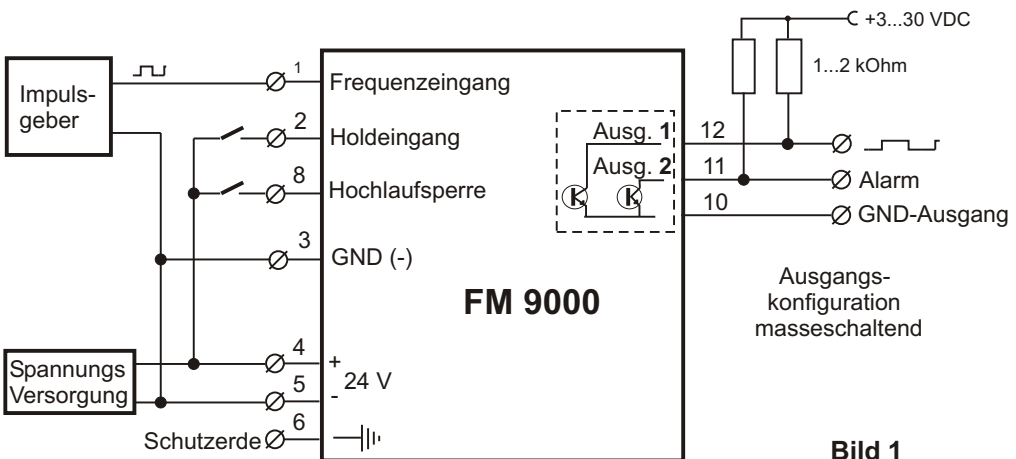 +3...30 VDC
1...2 kOhm
Impuls-
geber
1
Frequenzeingang
2
Holdeingang
8
Hochlaufsperre
3
GND (-)
Ausg. 1
Ausg. 2
12
11
Alarm
10
GND-Ausgang
FM 9000
Ausgangs-
konfiguration
masseschaltend
Spannungs
Versorgung
4
+
24 V
5
-
6
Schutzerde
Bild 1